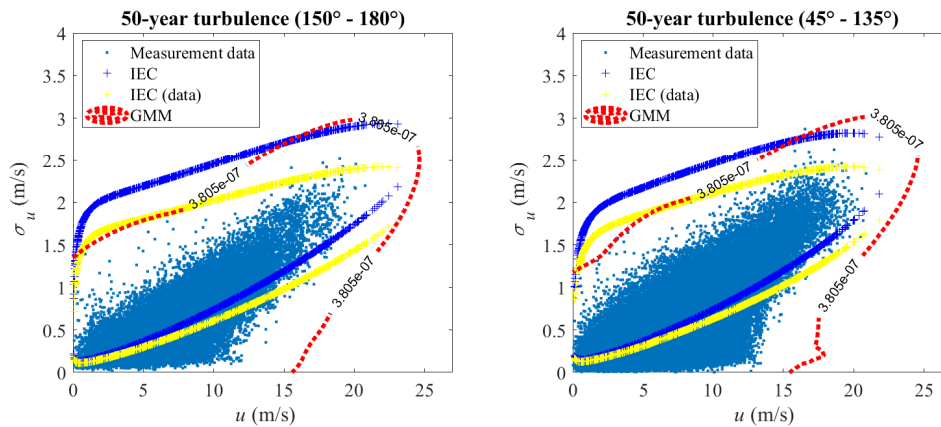 50-year turbulence (150° - 180°)
4
3.5
3
2.5
2
1.5
1
0.5
0
σu (m/s)
Measurement data
IEC
IEC (data)
GMM
3.805e-07
3.805e-07
3.805e-07
0
5
10
15
20
25
u (m/s)
50-year turbulence (45° - 135°)
4
3.5
3
2.5
2
1.5
1
0.5
0
σu (m/s)
Measurement data
IEC
IEC (data)
GMM
3.805e-07
3.805e-07
3.805e-07
0
5
10
15
20
25
u (m/s)